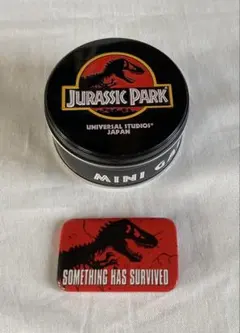 JURASSIC PARK
UNIVERSAL STUDIOS®
JAPAN
MINI
SOMETHING HAS SURVIVED